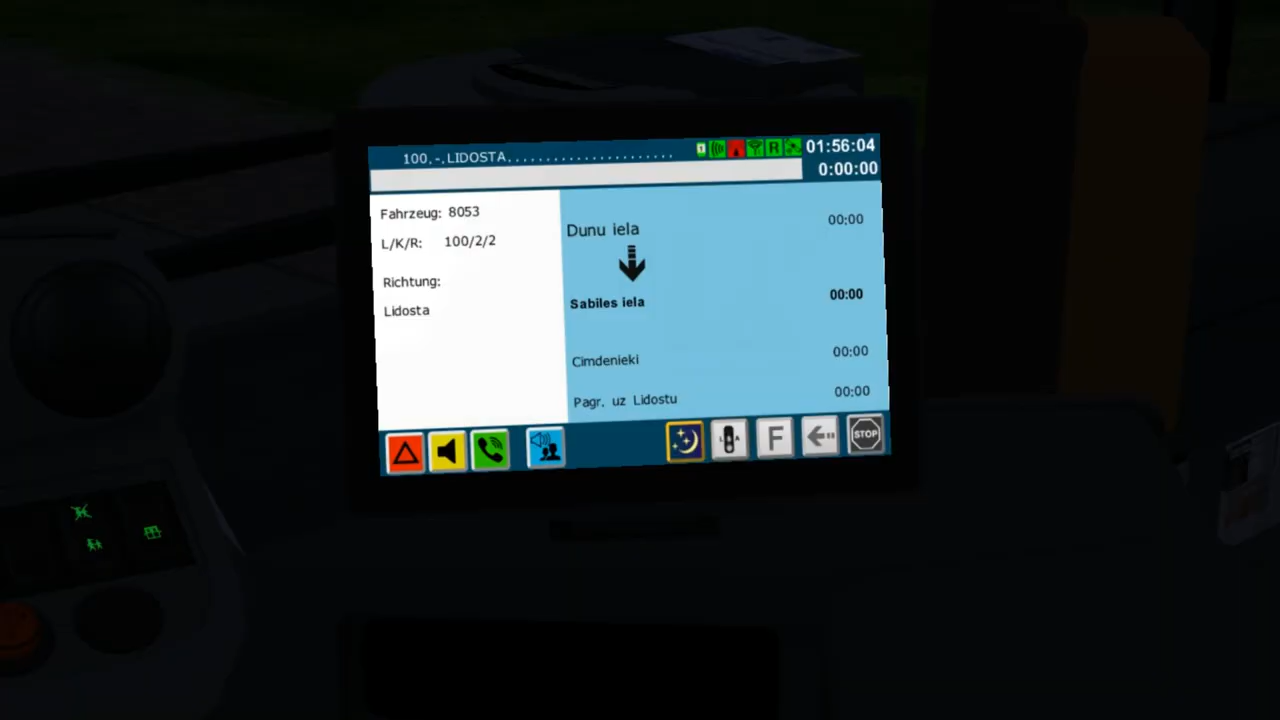 100.-.LIDOSTA......................
R
01:56:04
0:00:00
Fahrzeug: 8053
L/K/R: 100/2/2
Richtung:
Lidosta
Dunu iela 00:00
Sabiles iela 00:00
Cimdenieki 00:00
Pagr. uz Lidostu 00:00
F
STOP